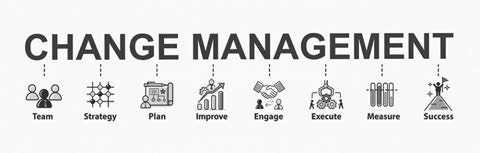 CHANGE MANAGEMENT
Team Strategy Plan Improve Engage Execute Measure Success